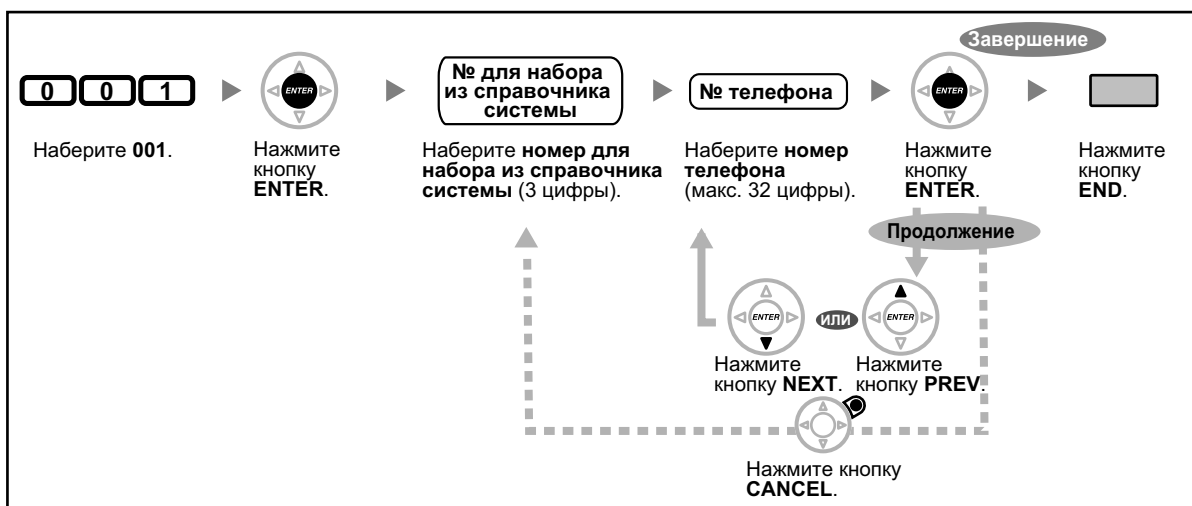 Завершение
0 0 1
ENTER
№ для набора
из справочника
системы
№ телефона
ENTER
Наберите 001.
Нажмите
кнопку
ENTER.
Наберите номер для
набора из справочника
системы (3 цифры).
Наберите номер
телефона
(макс. 32 цифры).
Нажмите
кнопку
ENTER.
Нажмите
кнопку
END.
Продолжение
ENTER
или
ENTER
Нажмите
кнопку NEXT.
Нажмите
кнопку PREV.
Нажмите кнопку
CANCEL.